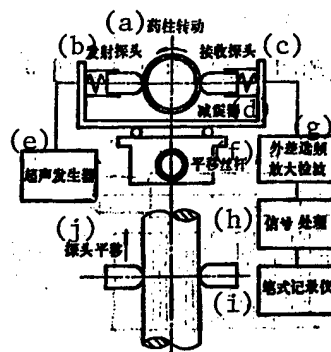 (a) 药柱转动
(b) 发射探头
接收探头 (c)
减震器 d)
(e)
超声发生器
(f)
平移丝杆
(g)
外差选频
放大检波
(h)
信号处理
(i)
笔式记录仪
(j)
探头平移